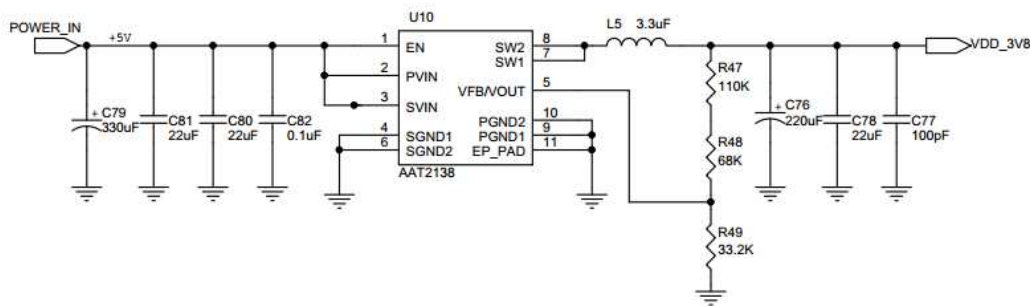 POWER_IN
+5V
+ C79
330uF
C81
22uF
C80
22uF
C82
0.1uF
U10
1 EN
2 PVIN
3 SVIN
4 SGND1
6 SGND2
SW2 8
SW1 7
VFB/VOUT 5
PGND2 10
PGND1 9
EP_PAD 11
AAT2138
L5 3.3uF
R47
110K
R48
68K
R49
33.2K
+ C76
220uF
C78
22uF
C77
100pF
VDD_3V8